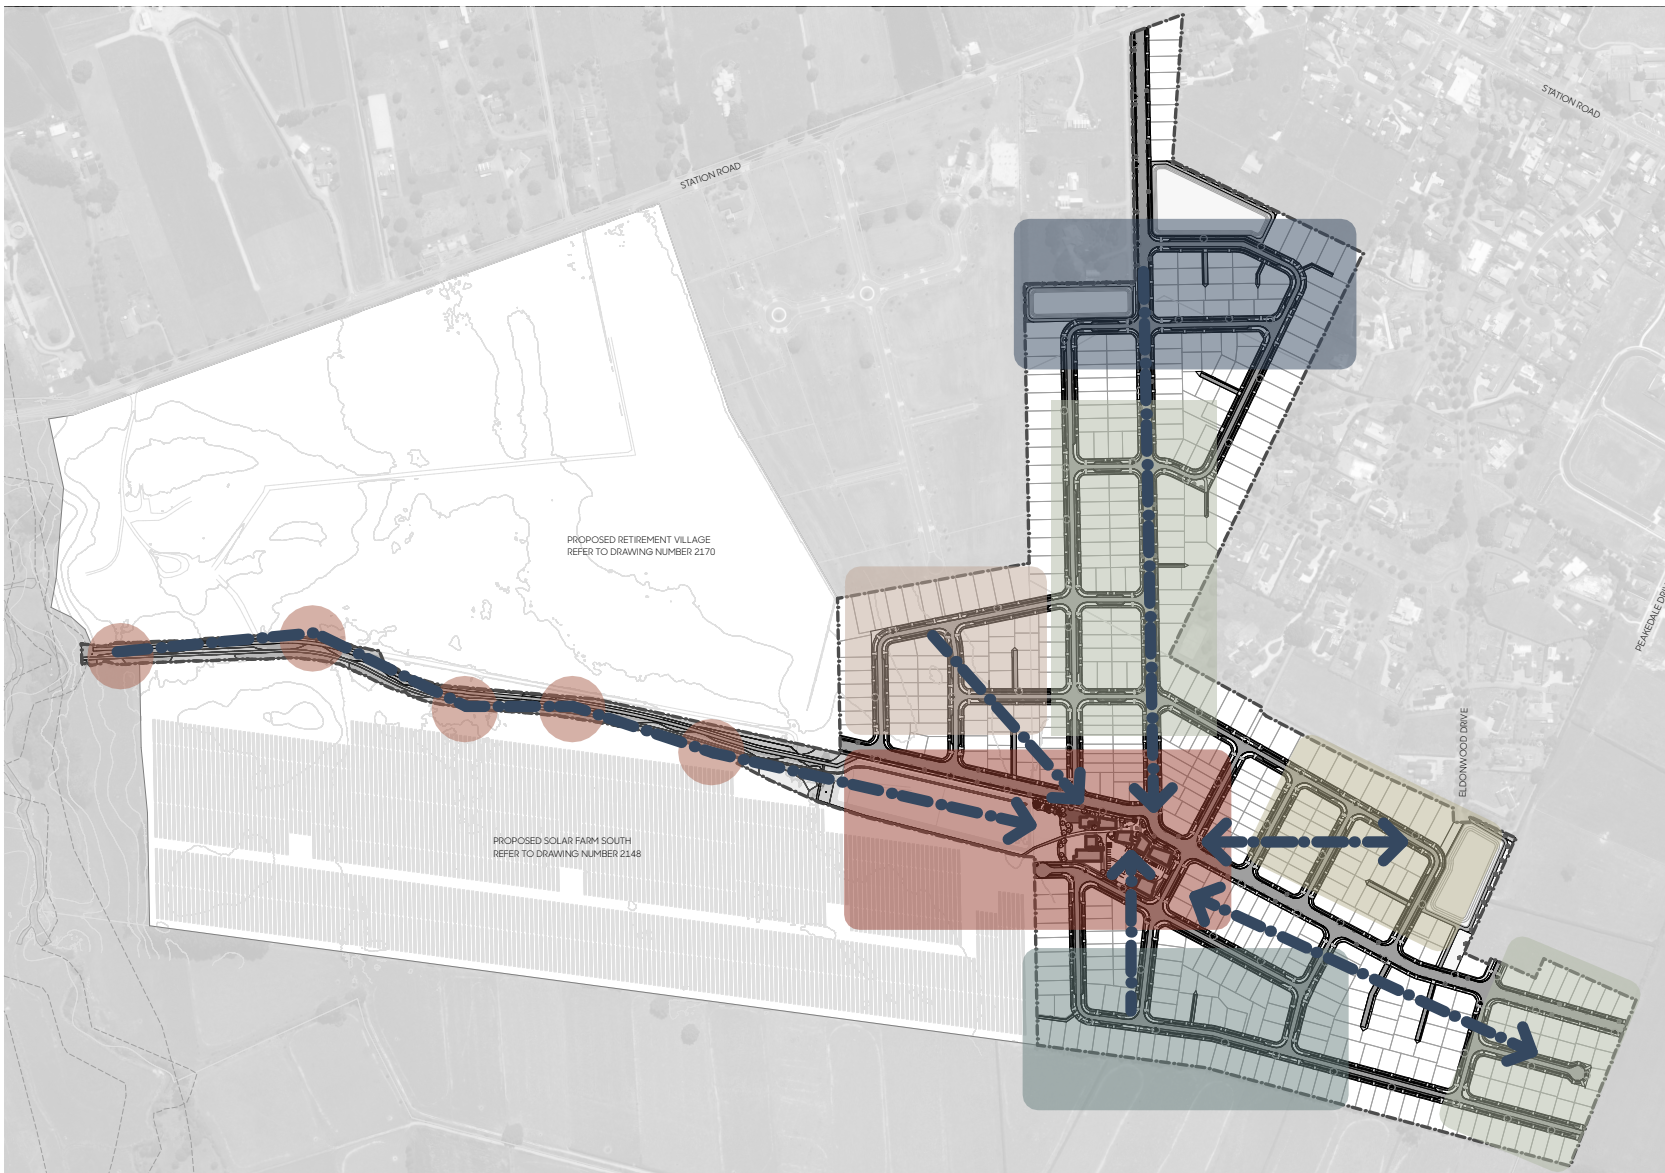 STATION ROAD
STATION ROAD
PROPOSED RETIREMENT VILLAGE
REFER TO DRAWING NUMBER 2170
PEAKEDALE DRI
ELDONWOOD DRIVE
PROPOSED SOLAR FARM SOUTH
REFER TO DRAWING NUMBER 2148